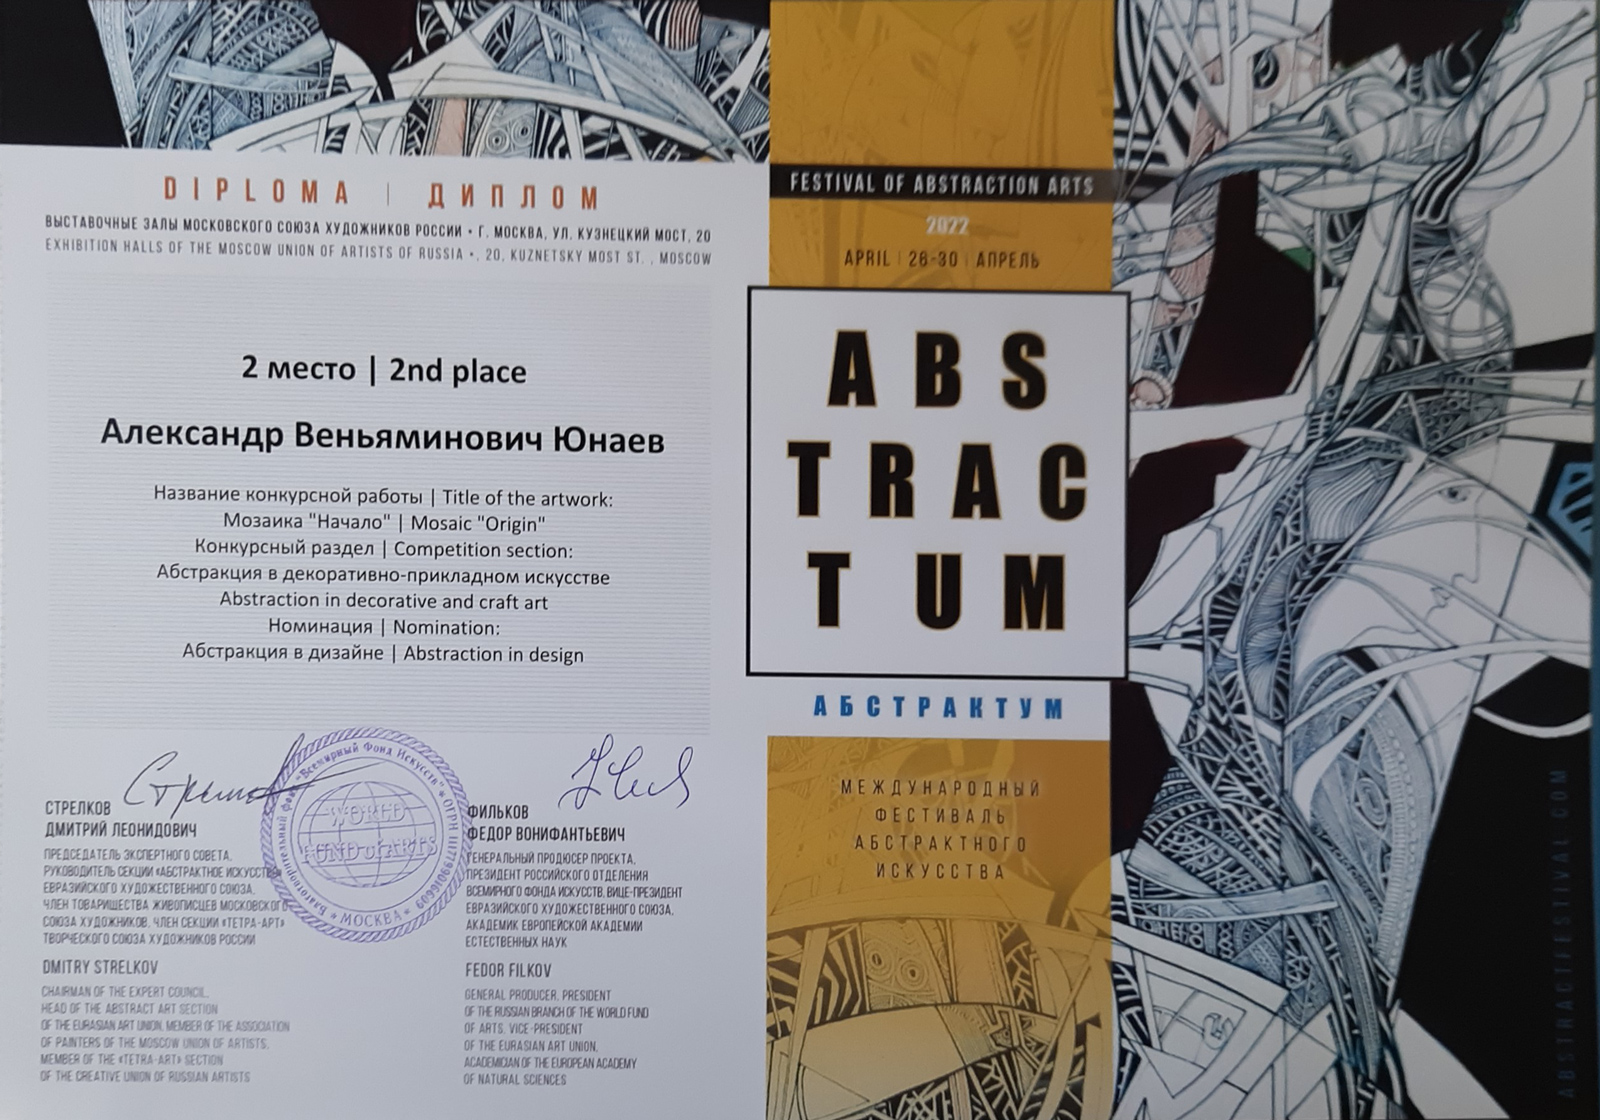 DIPLOMA | ДИПЛОМ
ВЫСТАВОЧНЫЕ ЗАЛЫ МОСКОВСКОГО СОЮЗА ХУДОЖНИКОВ РОССИИ • Г. МОСКВА, УЛ. КУЗНЕЦКИЙ МОСТ, 20
EXHIBITION HALLS OF THE MOSCOW UNION OF ARTISTS OF RUSSIA •, 20, KUZNETSKY MOST ST. , MOSCOW
2 место | 2nd place
Александр Веньяминович Юнаев
Название конкурсной работы | Title of the artwork:
Мозаика "Начало" | Mosaic "Origin"
Конкурсный раздел | Competition section:
Абстракция в декоративно-прикладном искусстве
Abstraction in decorative and craft art
Номинация | Nomination:
Абстракция в дизайне | Abstraction in design
СТРЕЛКОВ
ДМИТРИЙ ЛЕОНИДОВИЧ
ПРЕДСЕДАТЕЛЬ ЭКСПЕРТНОГО СОВЕТА,
РУКОВОДИТЕЛЬ СЕКЦИИ «АБСТРАКТНОЕ ИСКУССТВО»
ЕВРАЗИЙСКОГО ХУДОЖЕСТВЕННОГО СОЮЗА,
ЧЛЕН ТОВАРИЩЕСТВА ЖИВОПИСЦЕВ МОСКОВСКОГО
СОЮЗА ХУДОЖНИКОВ, ЧЛЕН СЕКЦИИ «ТЕТРА-АРТ»
ТВОРЧЕСКОГО СОЮЗА ХУДОЖНИКОВ РОССИИ
DMITRY STRELKOV
CHAIRMAN OF THE EXPERT COUNCIL,
HEAD OF THE ABSTRACT ART SECTION
OF THE EURASIAN ART UNION, MEMBER OF THE ASSOCIATION
OF PAINTERS OF THE MOSCOW UNION OF ARTISTS,
MEMBER OF THE «TETRA-ART» SECTION
OF THE CREATIVE UNION OF RUSSIAN ARTISTS
Благотворительный фонд "Всемирный Фонд Искусств" * ОГРН 1107799016609
WORLD
FUND of ARTS
* МОСКВА *
ФИЛЬКОВ
ФЕДОР ВОНИФАНТЬЕВИЧ
ГЕНЕРАЛЬНЫЙ ПРОДЮСЕР ПРОЕКТА,
ПРЕЗИДЕНТ РОССИЙСКОГО ОТДЕЛЕНИЯ
ВСЕМИРНОГО ФОНДА ИСКУССТВ, ВИЦЕ-ПРЕЗИДЕНТ
ЕВРАЗИЙСКОГО ХУДОЖЕСТВЕННОГО СОЮЗА,
АКАДЕМИК ЕВРОПЕЙСКОЙ АКАДЕМИИ
ЕСТЕСТВЕННЫХ НАУК
FEDOR FILKOV
GENERAL PRODUCER, PRESIDENT
OF THE RUSSIAN BRANCH OF THE WORLD FUND
OF ARTS, VICE-PRESIDENT
OF THE EURASIAN ART UNION,
ACADEMICIAN OF THE EUROPEAN ACADEMY
OF NATURAL SCIENCES
FESTIVAL OF ABSTRACTION ARTS
2022
APRIL | 26-30 | АПРЕЛЬ
ABS
TRAC
TUM
АБСТРАКТУМ
МЕЖДУНАРОДНЫЙ
ФЕСТИВАЛЬ
АБСТРАКТНОГО
ИСКУССТВА
ABSTRACTFESTIVAL.COM